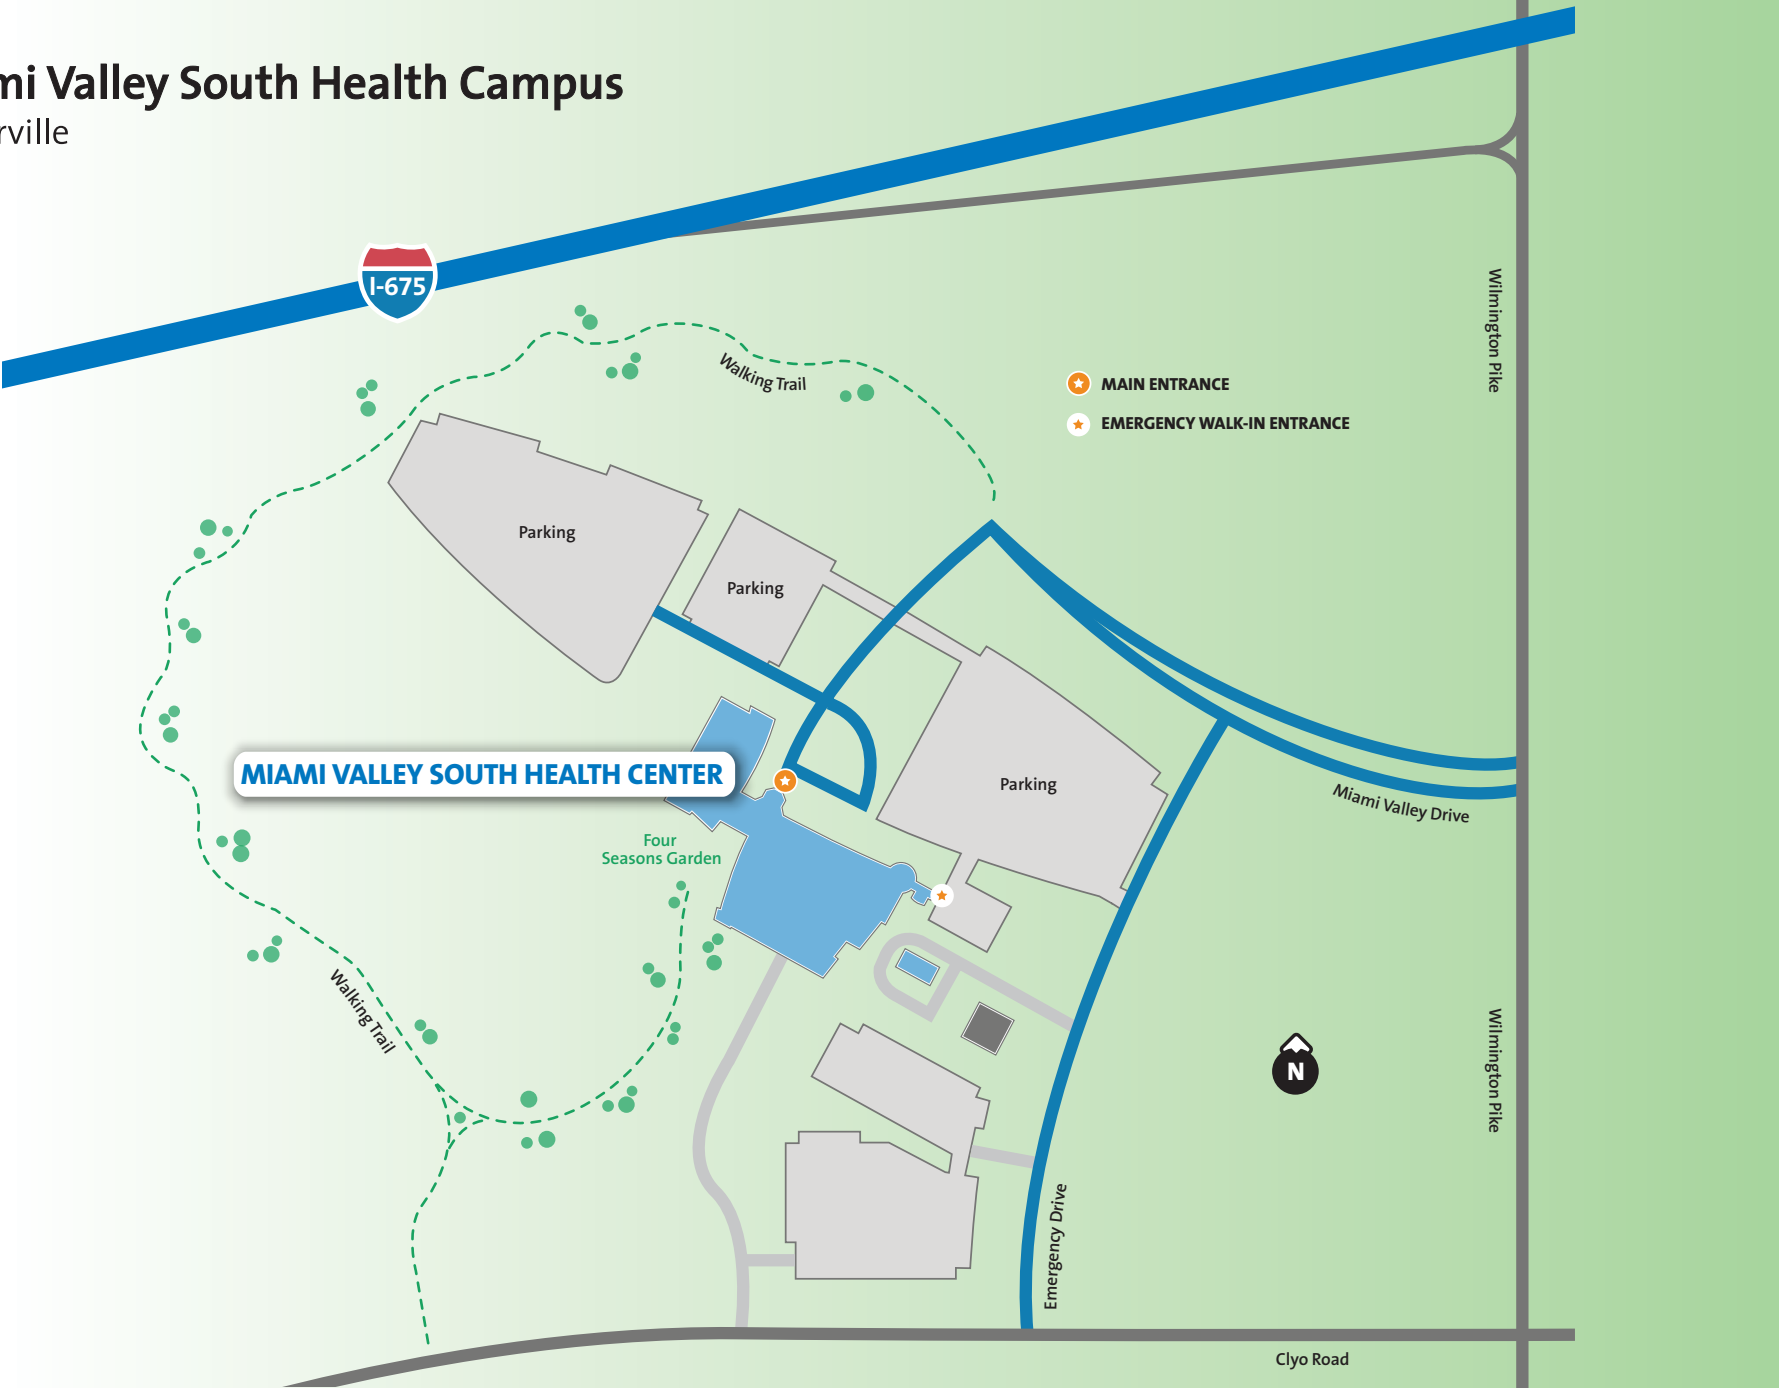 mi Valley South Health Campus
rville
I-675
Wilmington Pike
Walking Trail
MAIN ENTRANCE
EMERGENCY WALK-IN ENTRANCE
Parking
Parking
MIAMI VALLEY SOUTH HEALTH CENTER
Parking
Miami Valley Drive
Four
Seasons Garden
Walking Trail
N
Wilmington Pike
Emergency Drive
Clyo Road